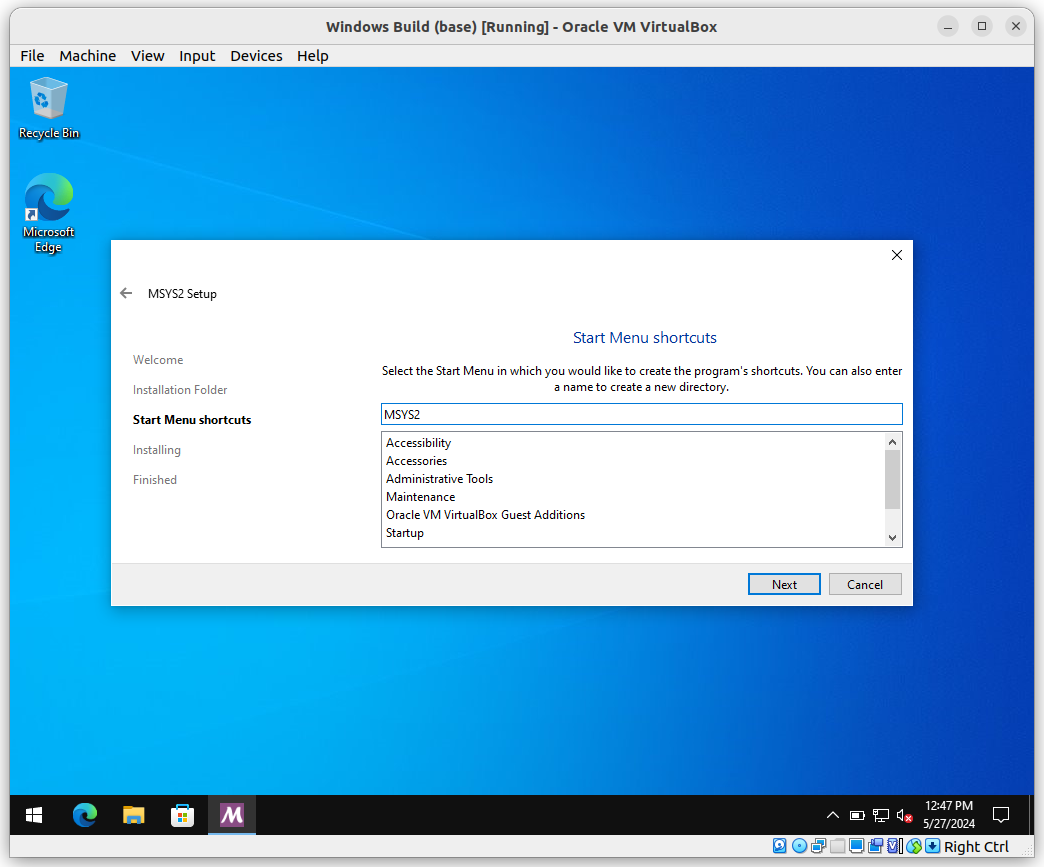 Windows Build (base) [Running] - Oracle VM VirtualBox
File Machine View Input Devices Help
Recycle Bin
Microsoft
Edge
MSYS2 Setup
Welcome
Installation Folder
Start Menu shortcuts
Installing
Finished
Start Menu shortcuts
Select the Start Menu in which you would like to create the program's shortcuts. You can also enter
a name to create a new directory.
MSYS2
Accessibility
Accessories
Administrative Tools
Maintenance
Oracle VM VirtualBox Guest Additions
Startup
Next Cancel
12:47 PM
5/27/2024
Right Ctrl